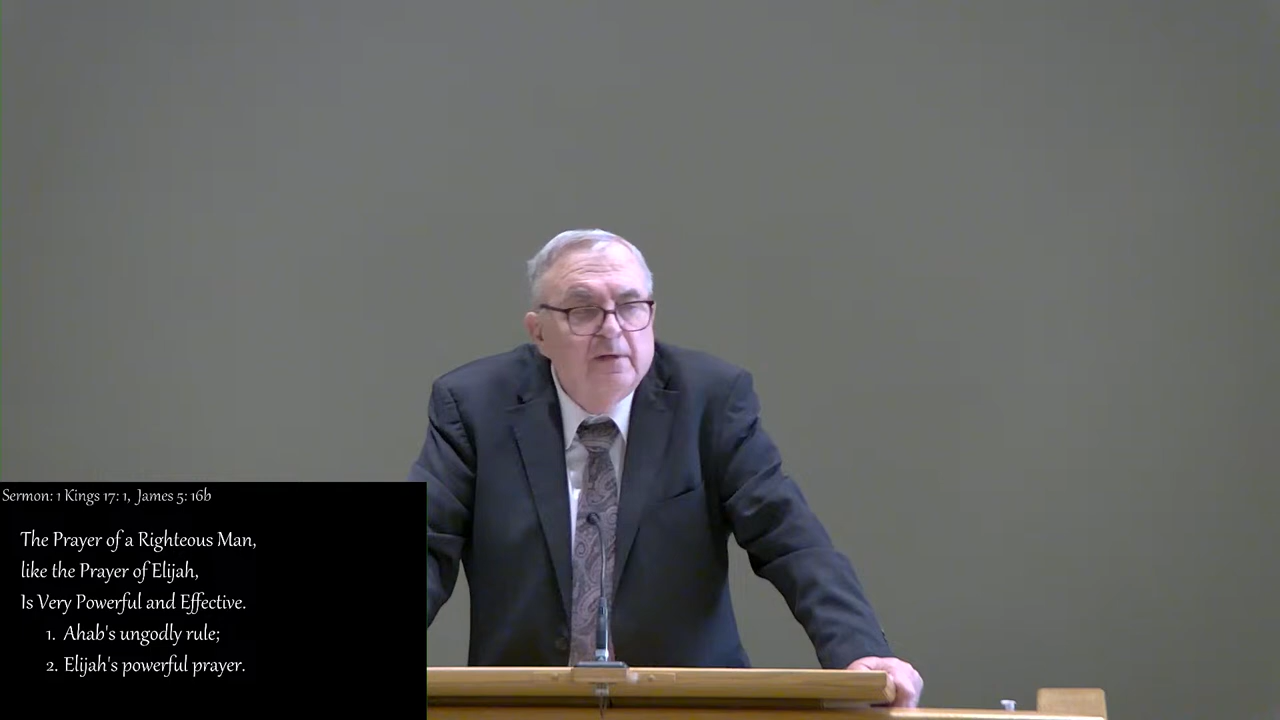 Sermon: 1 Kings 17: 1, James 5: 16b
The Prayer of a Righteous Man,
like the Prayer of Elijah,
Is Very Powerful and Effective.
1. Ahab's ungodly rule;
2. Elijah's powerful prayer.